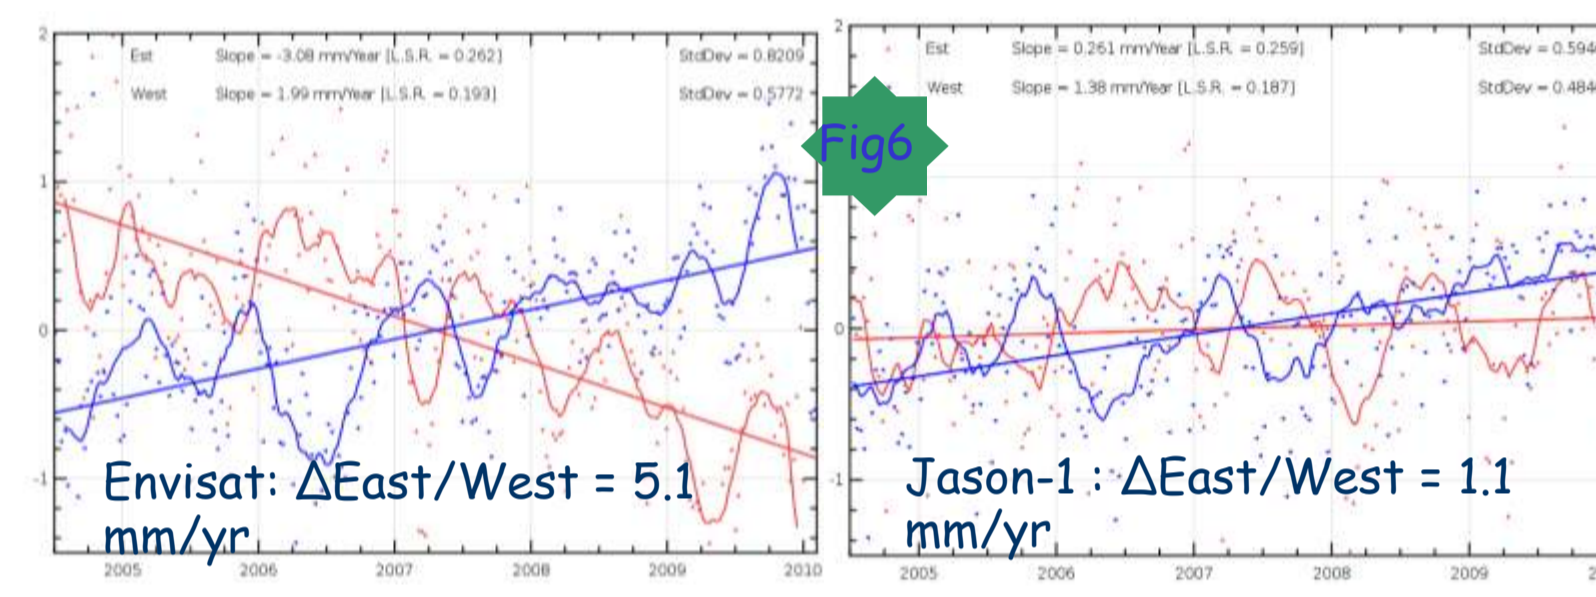 2
Est Slope = -3.08 mm/Year [L.S.R. = 0.262] StdDev = 0.8209
West Slope = 1.99 mm/Year [L.S.R. = 0.193] StdDev = 0.5772
1
0
-1
Envisat: ΔEast/West = 5.1
mm/yr
2005 2006 2007 2008 2009 2010
Fig6
2
Est Slope = 0.261 mm/Year [L.S.R. = 0.259] StdDev = 0.594
West Slope = 1.38 mm/Year [L.S.R. = 0.187] StdDev = 0.484
0
-1
Jason-1 : ΔEast/West = 1.1
mm/yr
2005 2006 2007 2008 2009